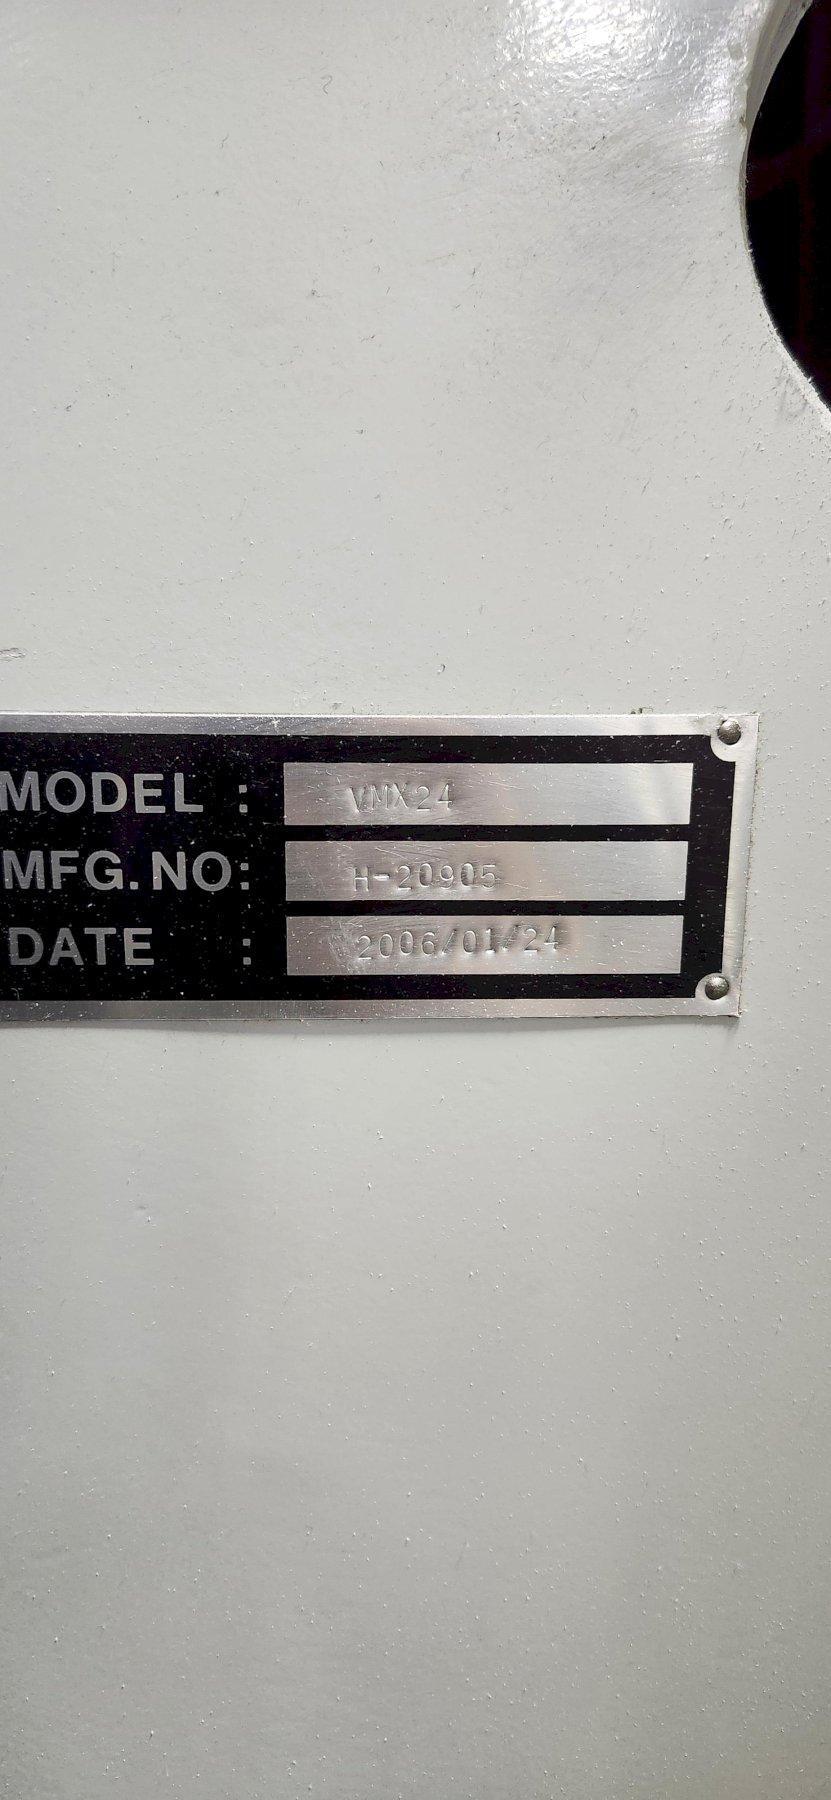 MODEL : VMX24
MFG.NO: H-20905
DATE : 2006/01/24